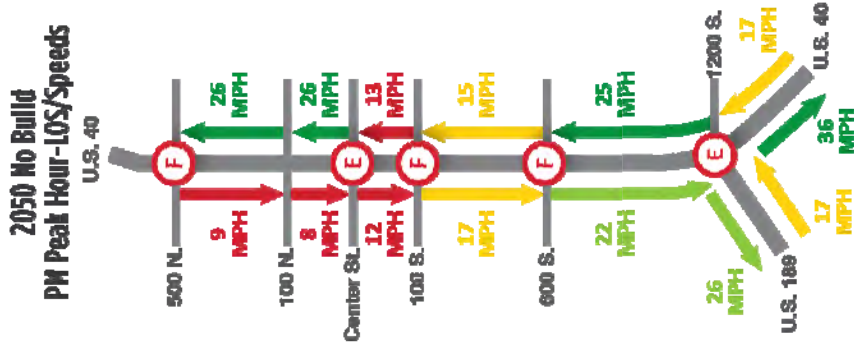 2050 No Build
PM Peak Hour-LOS/Speeds
U.S. 40
500 N.
F
9
MPH
26
MPH
100 N.
8
MPH
26
MPH
Center St.
E
12
MPH
13
MPH
100 S.
F
17
MPH
15
MPH
600 S.
F
22
MPH
25
MPH
1200 S.
E
17
MPH
U.S. 40
36
MPH
26
MPH
U.S. 189
17
MPH